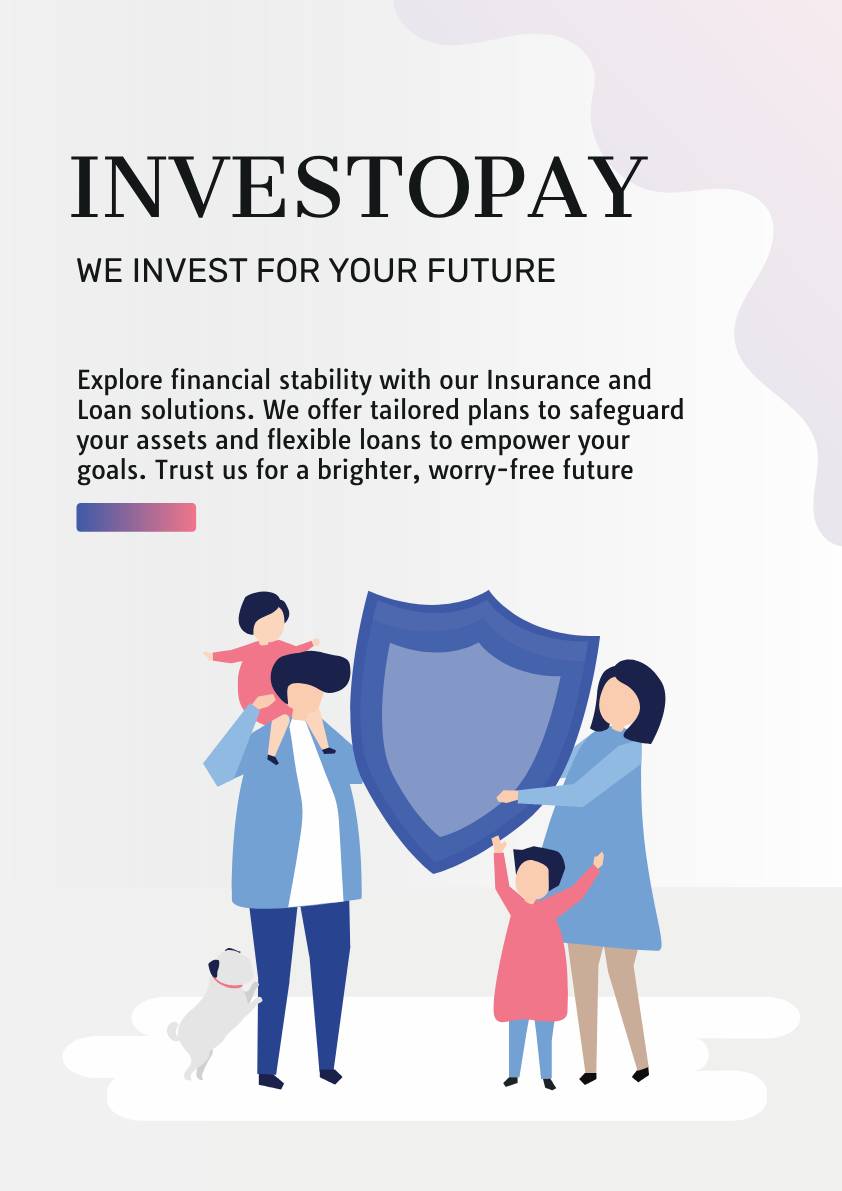 INVESTOPAY
WE INVEST FOR YOUR FUTURE
Explore financial stability with our Insurance and
Loan solutions. We offer tailored plans to safeguard
your assets and flexible loans to empower your
goals. Trust us for a brighter, worry-free future